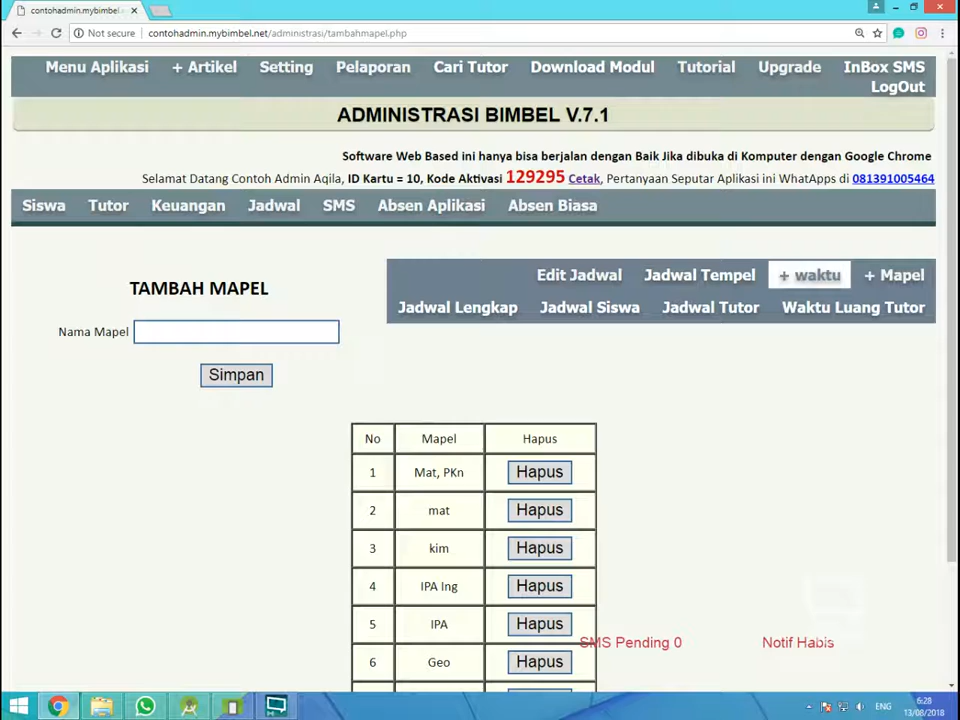 contohadmin.mybimbel.
Not secure contohadmin.mybimbel.net/administrasi/tambahmapel.php
Menu Aplikasi + Artikel Setting Pelaporan Cari Tutor Download Modul Tutorial Upgrade InBox SMS
LogOut
ADMINISTRASI BIMBEL V.7.1
Software Web Based ini hanya bisa berjalan dengan Baik Jika dibuka di Komputer dengan Google Chrome
Selamat Datang Contoh Admin Aqila, ID Kartu = 10, Kode Aktivasi 129295 Cetak, Pertanyaan Seputar Aplikasi ini WhatApps di 081391005464
Siswa Tutor Keuangan Jadwal SMS Absen Aplikasi Absen Biasa
Edit Jadwal Jadwal Tempel + waktu + Mapel
Jadwal Lengkap Jadwal Siswa Jadwal Tutor Waktu Luang Tutor
TAMBAH MAPEL
Nama Mapel
Simpan
No Mapel Hapus
1 Mat, PKn Hapus
2 mat Hapus
3 kim Hapus
4 IPA Ing Hapus
5 IPA Hapus
6 Geo Hapus
SMS Pending 0 Notif Habis
ENG
6:28
13/08/2018